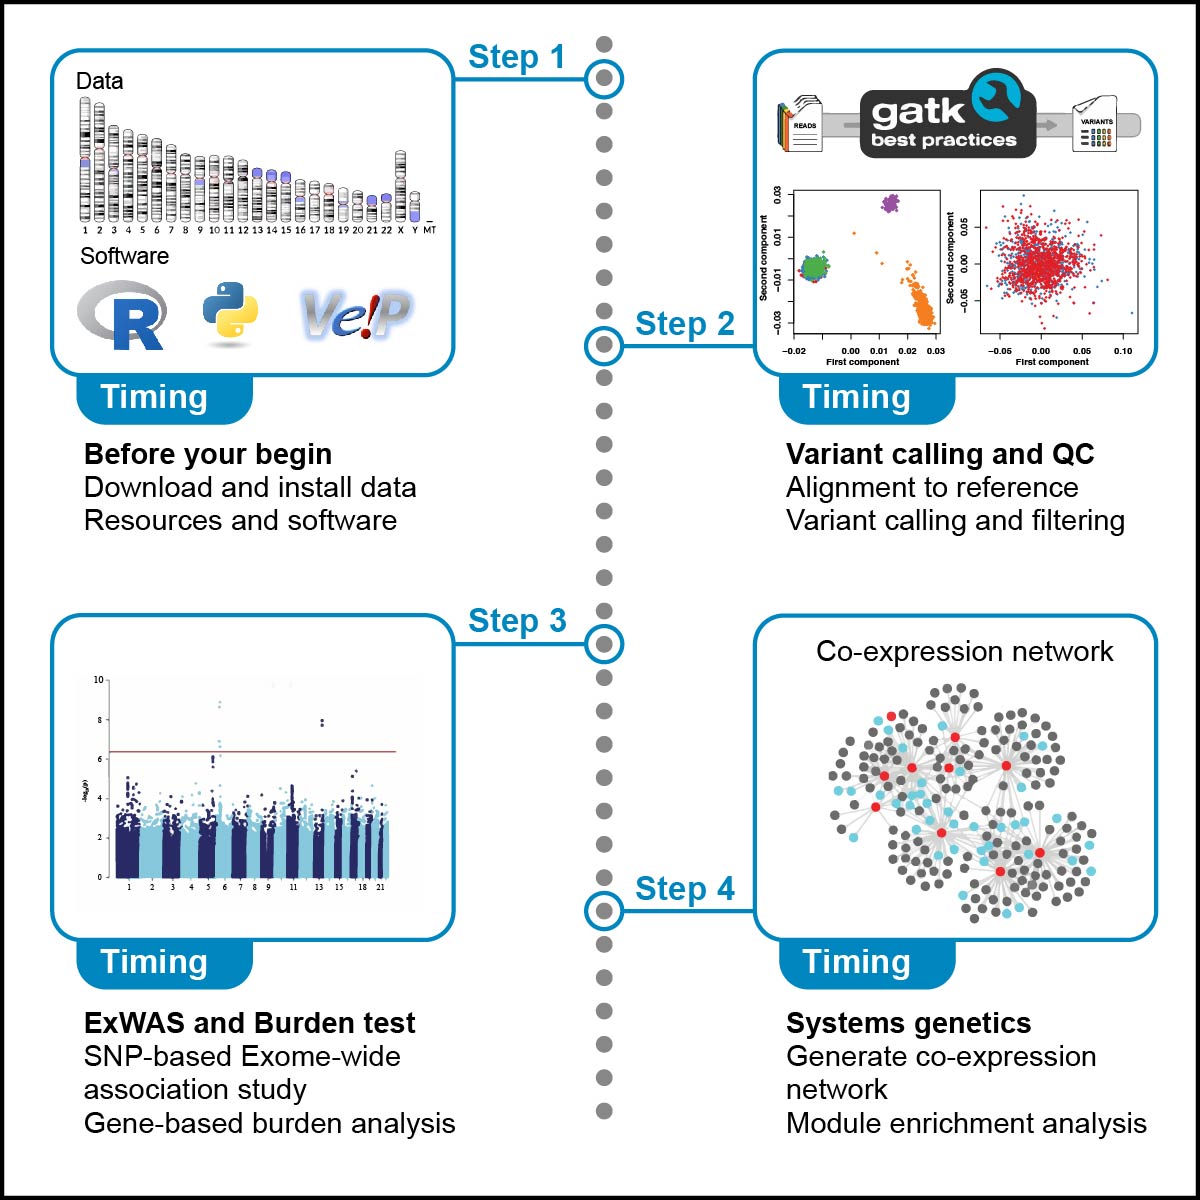 Step 1
Data
1 2 3 4 5 6 7 8 9 10 11 12 13 14 15 16 17 18 19 20 21 22 X Y MT
Software
R
Ve!P
Timing
Before your begin
Download and install data
Resources and software
Step 2
READS
gatk
best practices
VARIANTS
Second component
0.03
0.01
−0.01
−0.03
−0.02 0.00 0.01 0.02 0.03
First component
Secound component
0.05
0.00
−0.05
−0.05 0.00 0.05 0.10
First component
Timing
Variant calling and QC
Alignment to reference
Variant calling and filtering
Step 3
10
8
6
4
2
0
1 2 3 4 5 6 7 8 9 11 13 15 18 21
Timing
ExWAS and Burden test
SNP-based Exome-wide
association study
Gene-based burden analysis
Step 4
Co-expression network
Timing
Systems genetics
Generate co-expression
network
Module enrichment analysis